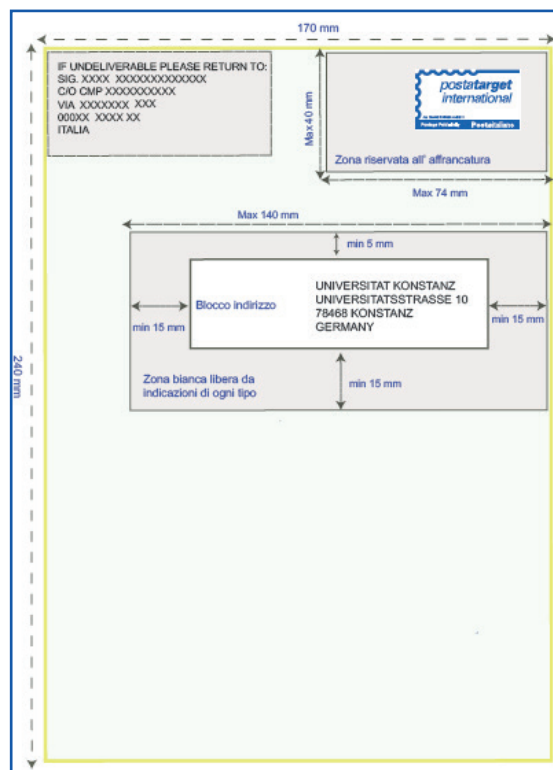 170 mm
IF UNDELIVERABLE PLEASE RETURN TO:
SIG. XXXX XXXXXXXXXXXXX
C/O CMP XXXXXXXXXX
VIA XXXXXXX XXX
000XX XXXX XX
ITALIA
Max 40 mm
postatarget
international
Posteitaliane
Zona riservata all' affrancatura
Max 74 mm
Max 140 mm
min 5 mm
Blocco indirizzo
UNIVERSITAT KONSTANZ
UNIVERSITATSSTRASSE 10
78468 KONSTANZ
GERMANY
min 15 mm
min 15 mm
Zona bianca libera da
indicazioni di ogni tipo
min 15 mm
240 mm